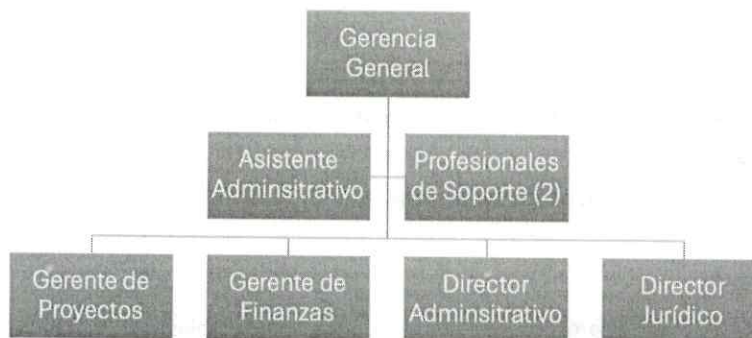 Gerencia
General
Asistente
Adminsitrativo
Profesionales
de Soporte (2)
Gerente de
Proyectos
Gerente de
Finanzas
Director
Adminsitrativo
Director
Jurídico